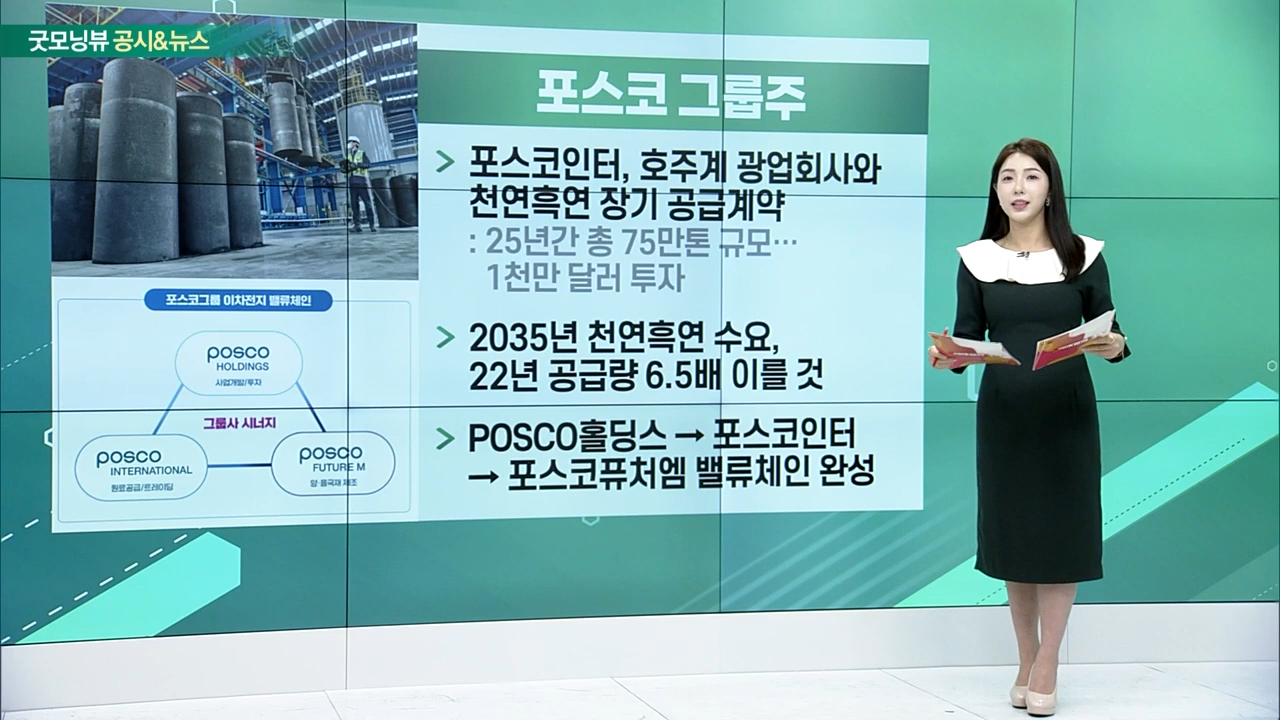 굿모닝뷰 공시&뉴스
포스코 그룹주
포스코인터, 호주계 광업회사와
천연흑연 장기 공급계약
: 25년간 총 75만톤 규모…
1천만 달러 투자
2035년 천연흑연 수요,
22년 공급량 6.5배 이를 것
POSCO홀딩스 → 포스코인터
→ 포스코퓨처엠 밸류체인 완성
포스코그룹 이차전지 밸류체인
posco
HOLDINGS
사업개발/투자
그룹사 시너지
posco
INTERNATIONAL
원료공급/트레이딩
posco
FUTURE M
양·음극재 제조